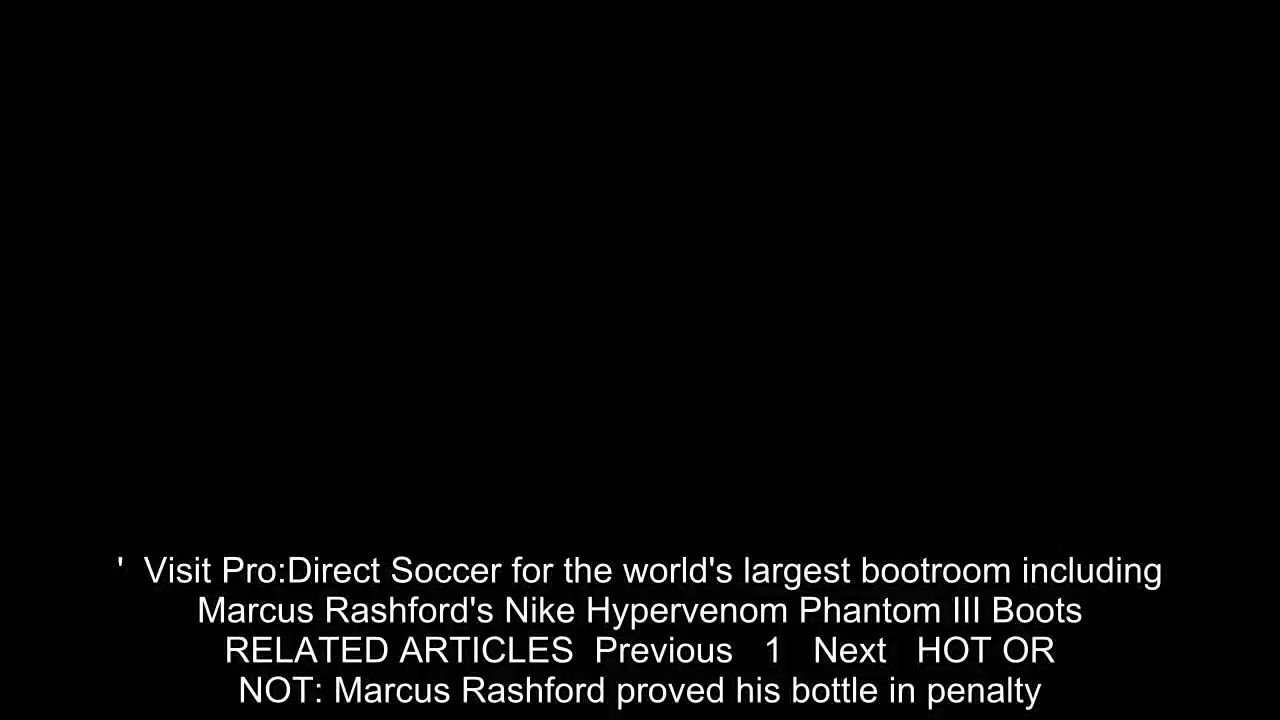 ' Visit Pro:Direct Soccer for the world's largest bootroom including
Marcus Rashford's Nike Hypervenom Phantom III Boots
RELATED ARTICLES Previous 1 Next HOT OR
NOT: Marcus Rashford proved his bottle in penalty